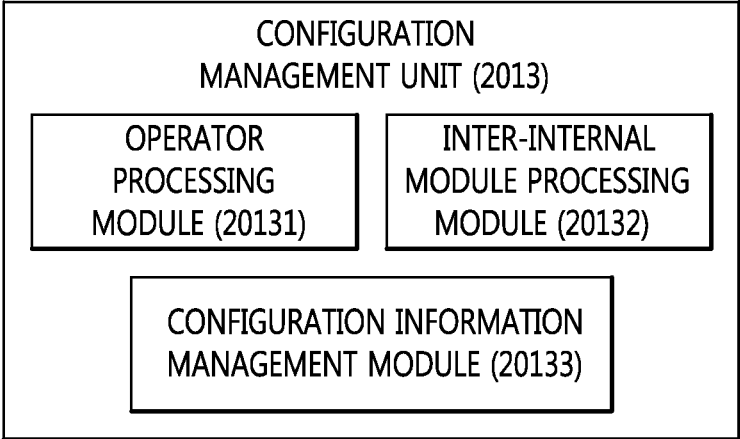 CONFIGURATION
MANAGEMENT UNIT (2013)
OPERATOR
PROCESSING
MODULE (20131)
INTER-INTERNAL
MODULE PROCESSING
MODULE (20132)
CONFIGURATION INFORMATION
MANAGEMENT MODULE (20133)